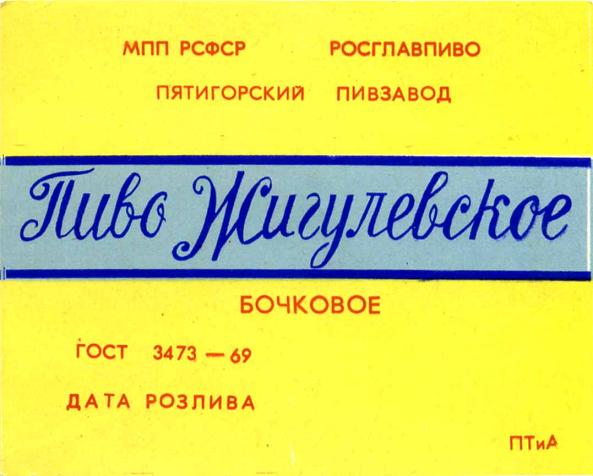 МПП РСФСР РОСГЛАВПИВО
ПЯТИГОРСКИЙ ПИВЗАВОД
Пиво Жигулевское
БОЧКОВОЕ
ГОСТ 3473 — 69
ДАТА РОЗЛИВА
ПТиА